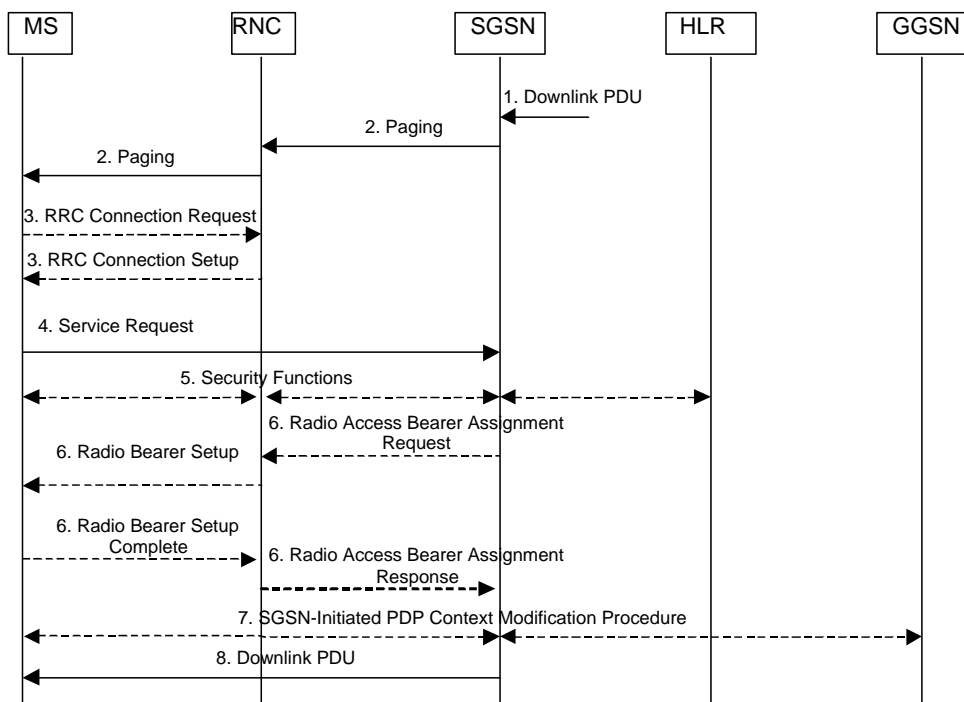 MS RNC SGSN HLR GGSN
1. Downlink PDU
2. Paging
2. Paging
3. RRC Connection Request
3. RRC Connection Setup
4. Service Request
5. Security Functions
6. Radio Access Bearer Assignment
Request
6. Radio Bearer Setup
6. Radio Bearer Setup
Complete
6. Radio Access Bearer Assignment
Response
7. SGSN-Initiated PDP Context Modification Procedure
8. Downlink PDU